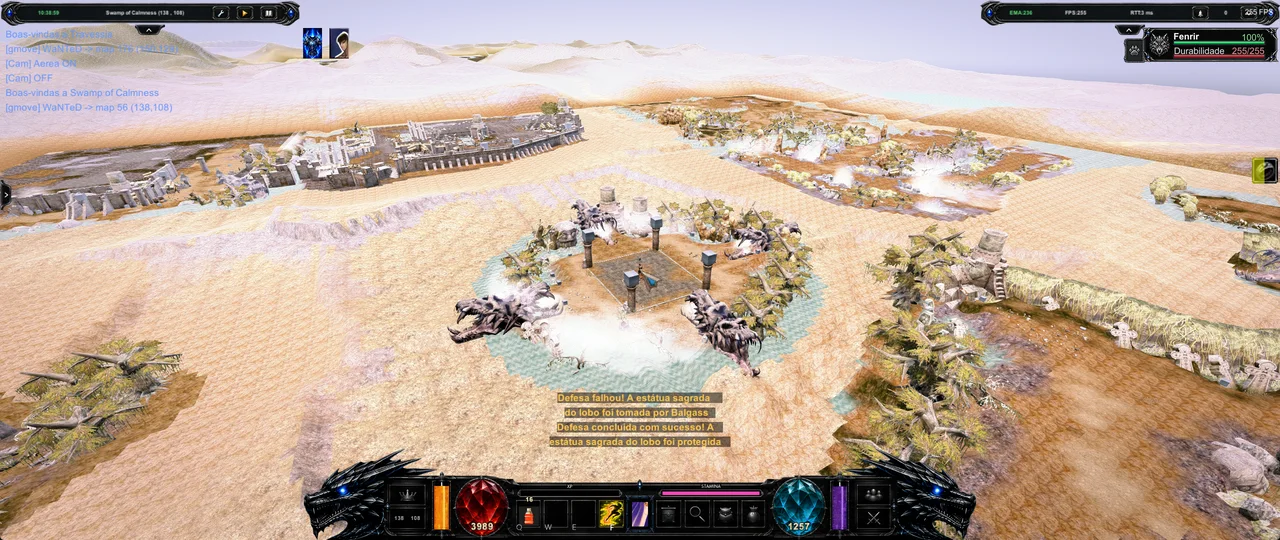 10:38:59
Swamp of Calmness (138 , 108)
EMA:236
FPS:255
RTT:3 ms
0
255 FPS
Boas-vindas a Travessia
[gmove] WaNTeD -> map
[Cam] Aerea ON
[Cam] OFF
Boas-vindas a Swamp of Calmness
[gmove] WaNTeD -> map 56 (138,108)
Fenrir
100%
Durabilidade
255/255
Defesa falhou! A estátua sagrada
do lobo foi tomada por Balgass
Defesa concluída com sucesso! A
estátua sagrada do lobo foi protegida
XP
STAMINA
16
138
108
3989
Q
W
E
F
1257